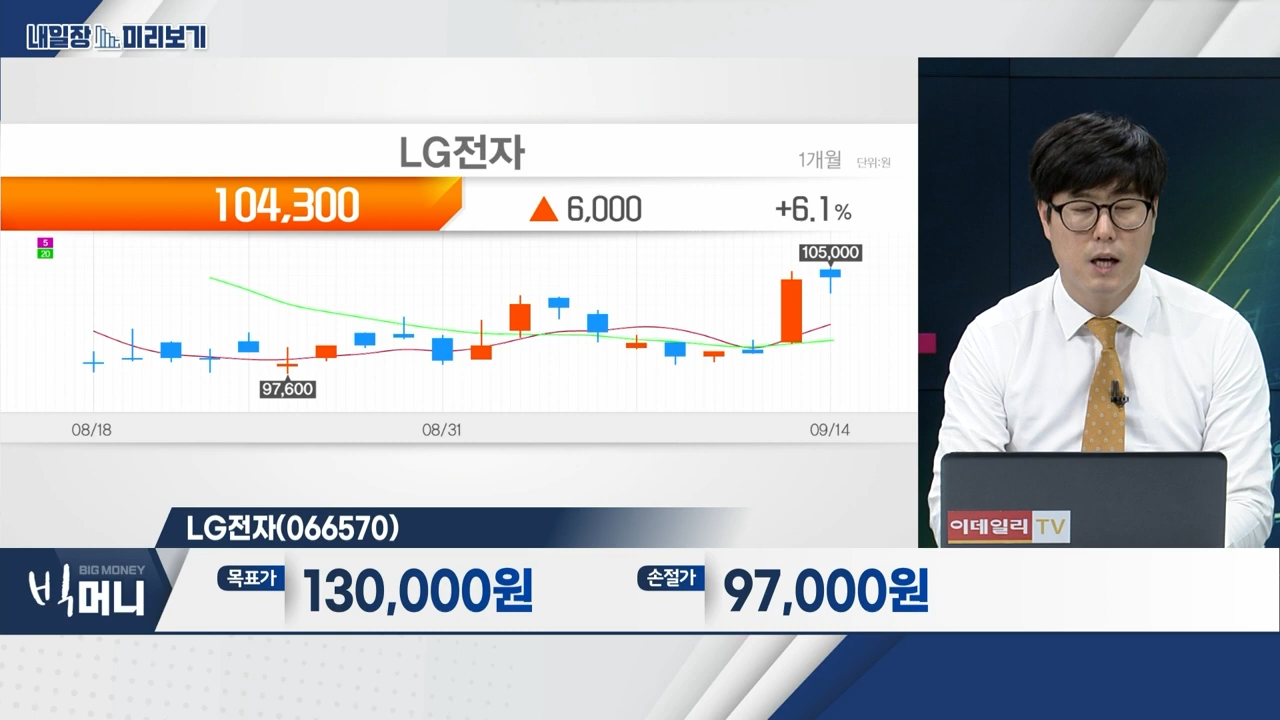 내일장 미리보기
LG전자
1개월 단위:원
104,300 ▲ 6,000 +6.1%
5
20
105,000
97,600
08/18 08/31 09/14
LG전자(066570)
BIG MONEY
빅머니
목표가 130,000원 손절가 97,000원
이데일리TV